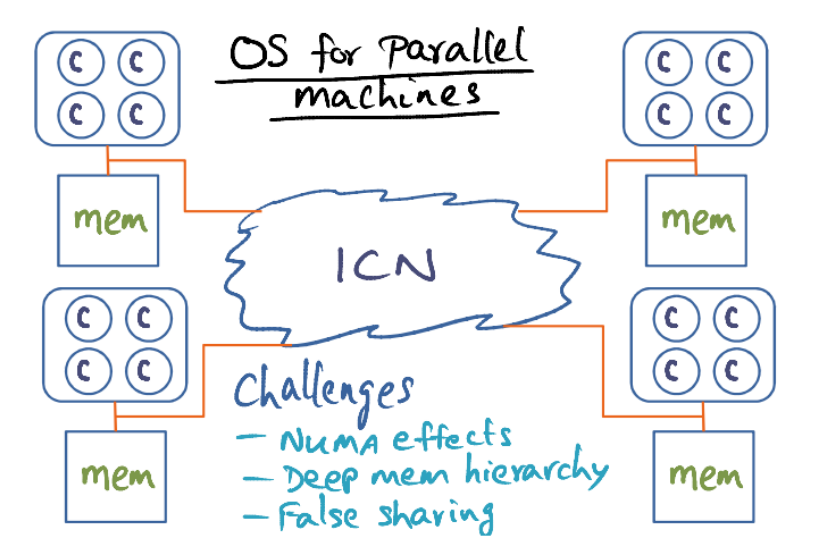 OS for Parallel
machines
C C
C C
mem
C C
C C
mem
ICN
C C
C C
mem
C C
C C
mem
Challenges
- NUMA effects
- Deep mem hierarchy
- False sharing